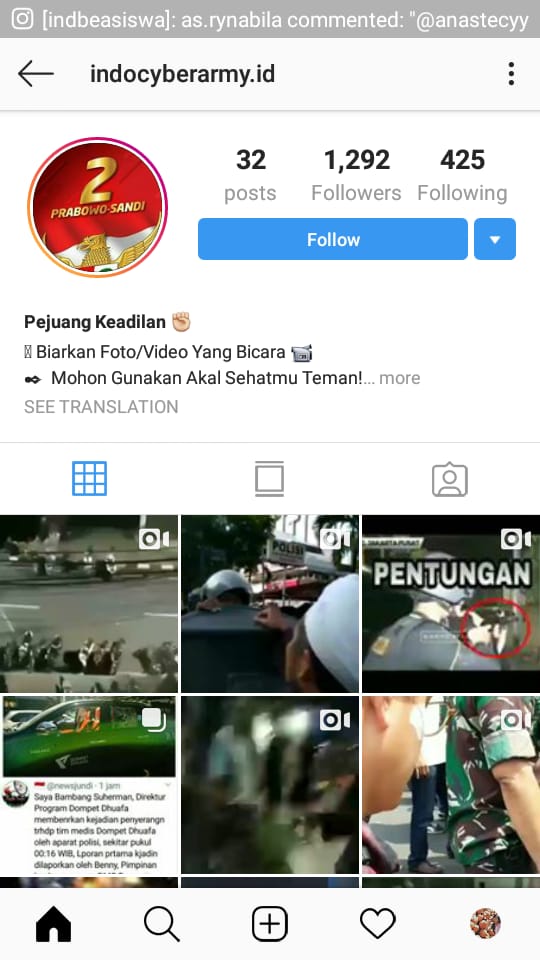 [indbeasiswa]: as.rynabila commented: "@anastecyy
indocyberarmy.id
32
1,292
425
posts
Followers
Following
2
PRABOWO-SANDI
Follow
Pejuang Keadilan ✊
Biarkan Foto/Video Yang Bicara 📹
✒ Mohon Gunakan Akal Sehatmu Teman!... more
SEE TRANSLATION
POLISI
JAKARTA PUSAT
PENTUNGAN
@newsjundi · 1 jam
Saya Bambang Suherman, Direktur
Program Dompet Dhuafa
membenrkan kejadian penyerangn
trhdp tim medis Dompet Dhuafa
oleh aparat polisi, sekitar pukul
00:16 WIB, Lporan prtama kjadin
dilaporkan oleh Benny, Pimpinan